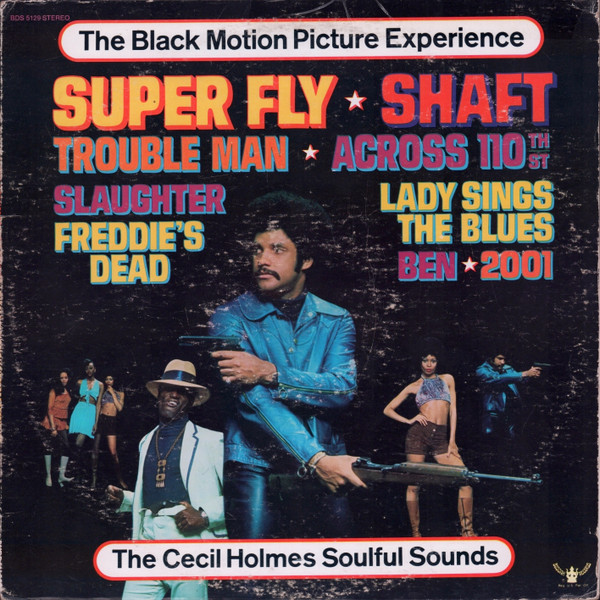 BDS 5129 STEREO
The Black Motion Picture Experience
SUPER FLY ★ SHAFT
TROUBLE MAN ★ ACROSS 110TH ST
SLAUGHTER
FREDDIE'S
DEAD
LADY SINGS
THE BLUES
BEN ★ 2001
The Cecil Holmes Soulful Sounds